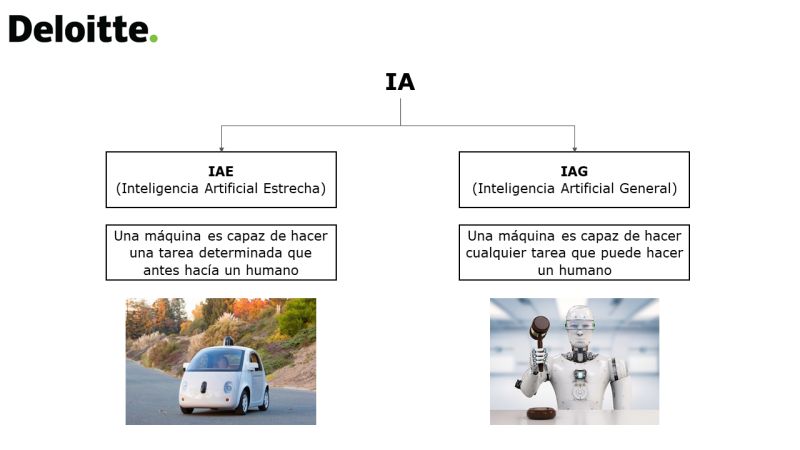 Deloitte.
IA
IAE
(Inteligencia Artificial Estrecha)
IAG
(Inteligencia Artificial General)
Una máquina es capaz de hacer
una tarea determinada que
antes hacía un humano
Una máquina es capaz de hacer
cualquier tarea que puede hacer
un humano